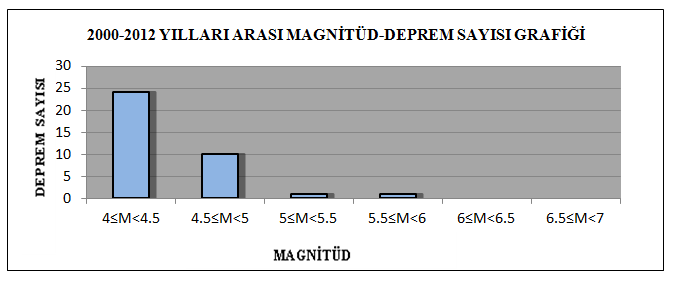 2000-2012 YILLARI ARASI MAGNİTÜD-DEPREM SAYISI GRAFİĞİ
DEPREM SAYISI
30
25
20
15
10
5
0
4≤M<4.5 4.5≤M<5 5≤M<5.5 5.5≤M<6 6≤M<6.5 6.5≤M<7
MAGNİTÜD